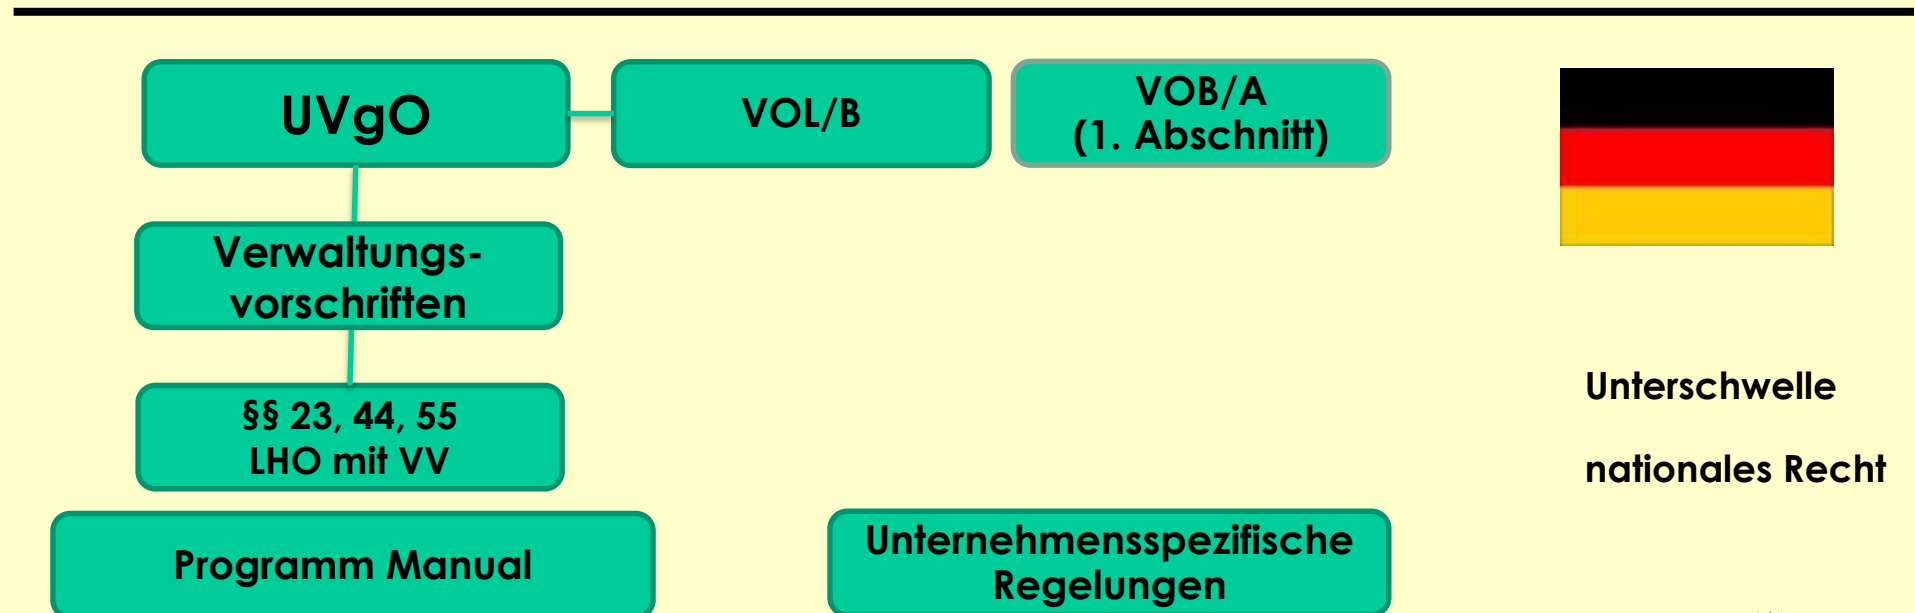 UVgO
VOL/B
VOB/A
(1. Abschnitt)
Verwaltungs-
vorschriften
§§ 23, 44, 55
LHO mit VV
Unterschwelle
nationales Recht
Programm Manual
Unternehmensspezifische
Regelungen